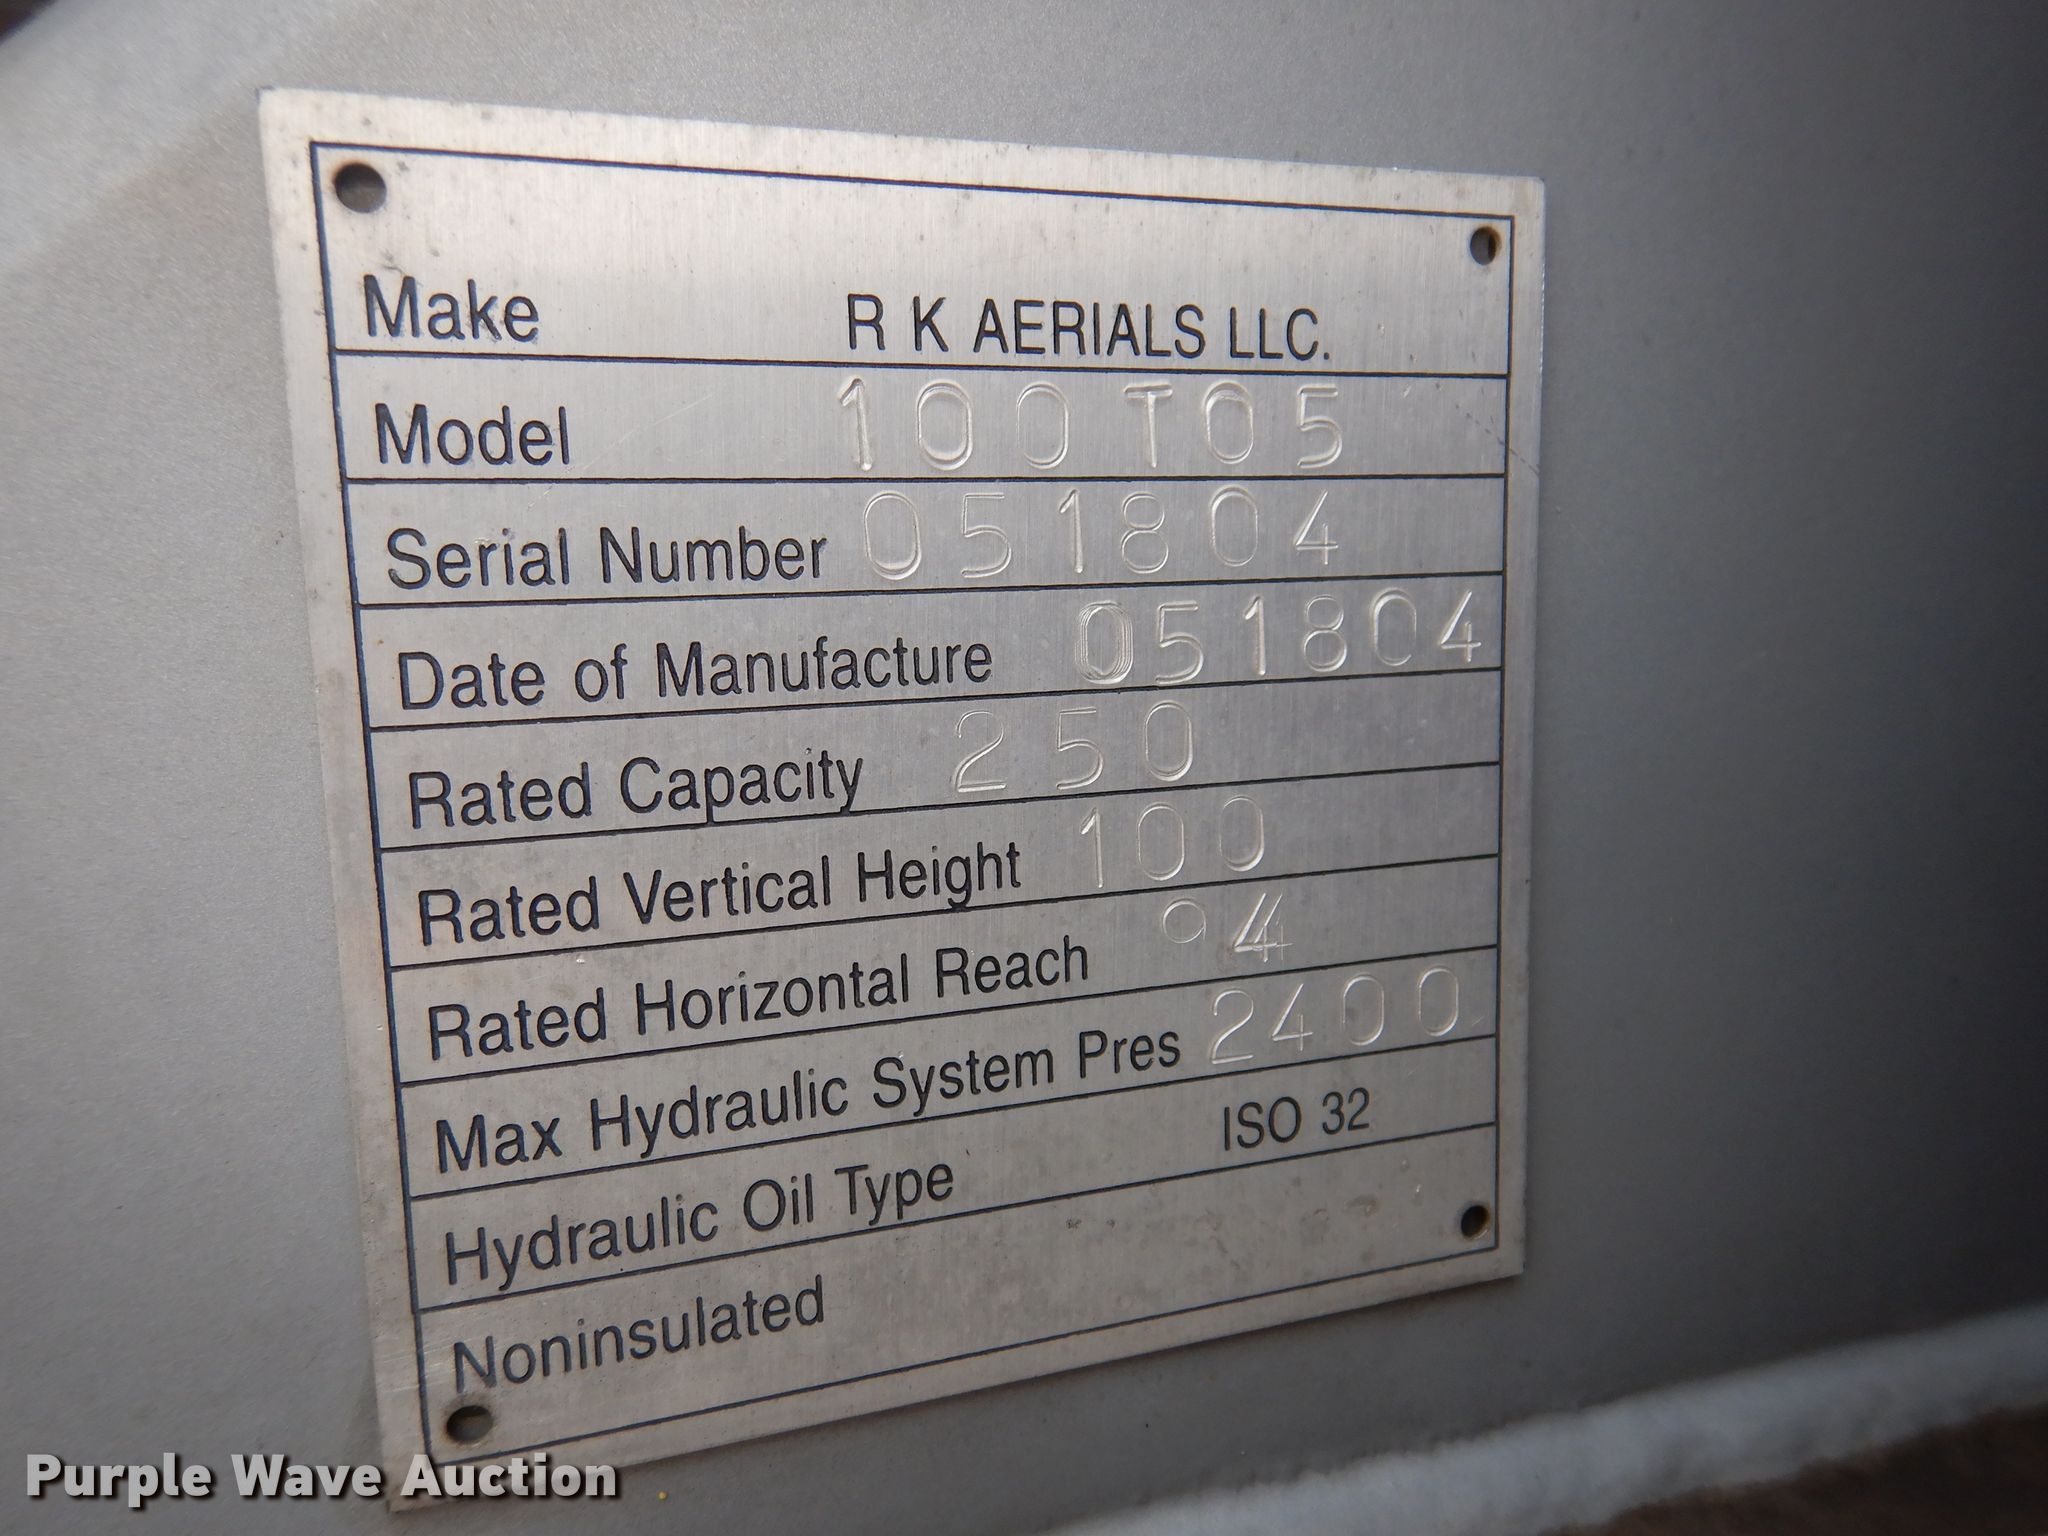 Make R K AERIALS LLC.
Model 100T05
Serial Number 051804
Date of Manufacture 051804
Rated Capacity 250
Rated Vertical Height 100
Rated Horizontal Reach 94
Max Hydraulic System Pres 2400
Hydraulic Oil Type ISO 32
Noninsulated
Purple Wave Auction